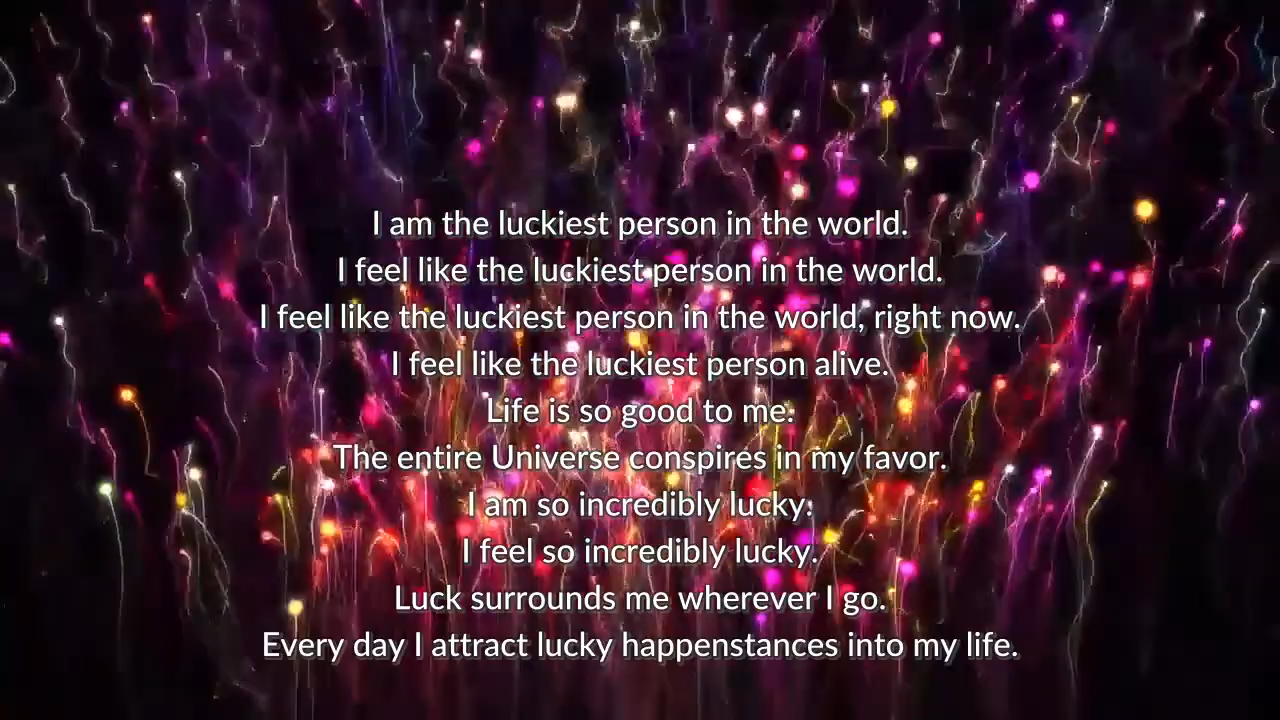 I am the luckiest person in the world.
I feel like the luckiest person in the world.
I feel like the luckiest person in the world, right now.
I feel like the luckiest person alive.
Life is so good to me.
The entire Universe conspires in my favor.
I am so incredibly lucky.
I feel so incredibly lucky.
Luck surrounds me wherever I go.
Every day I attract lucky happenstances into my life.